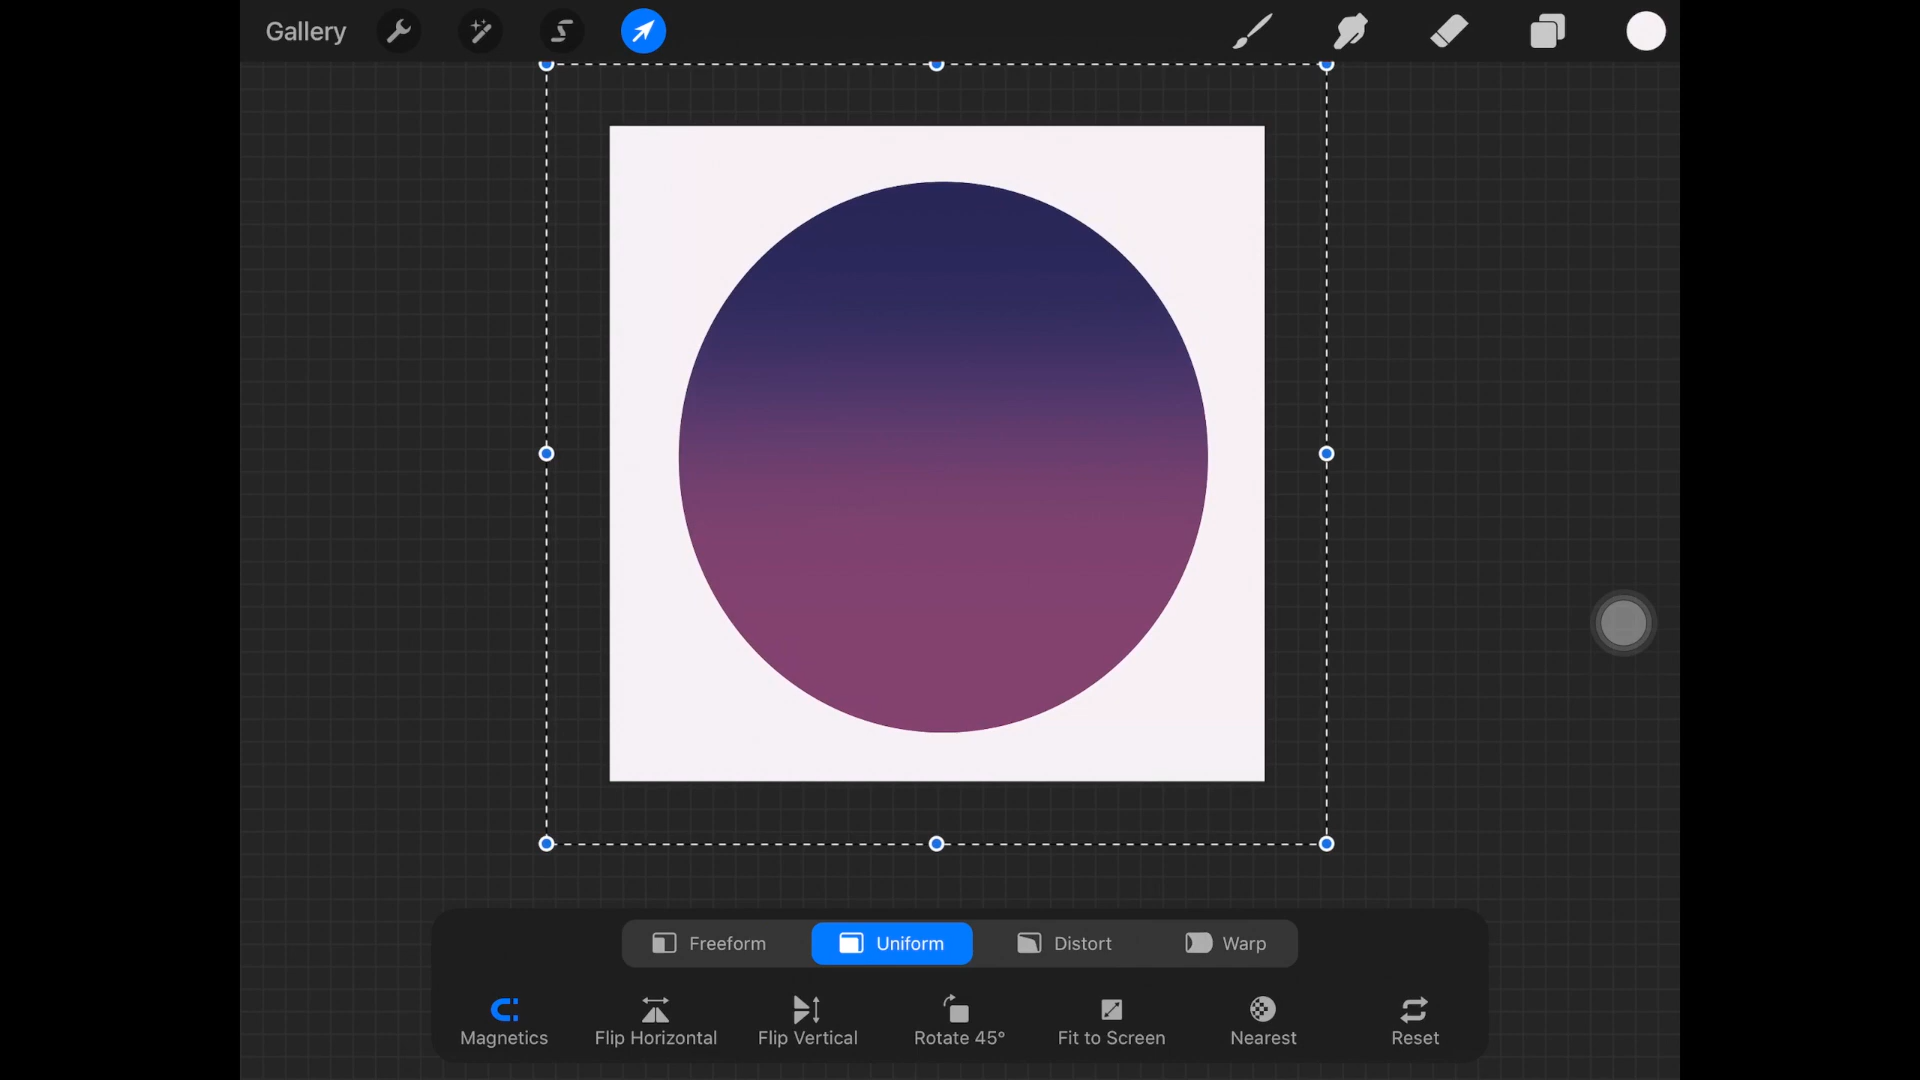 Gallery
Freeform Uniform Distort Warp
Magnetics Flip Horizontal Flip Vertical Rotate 45° Fit to Screen Nearest Reset